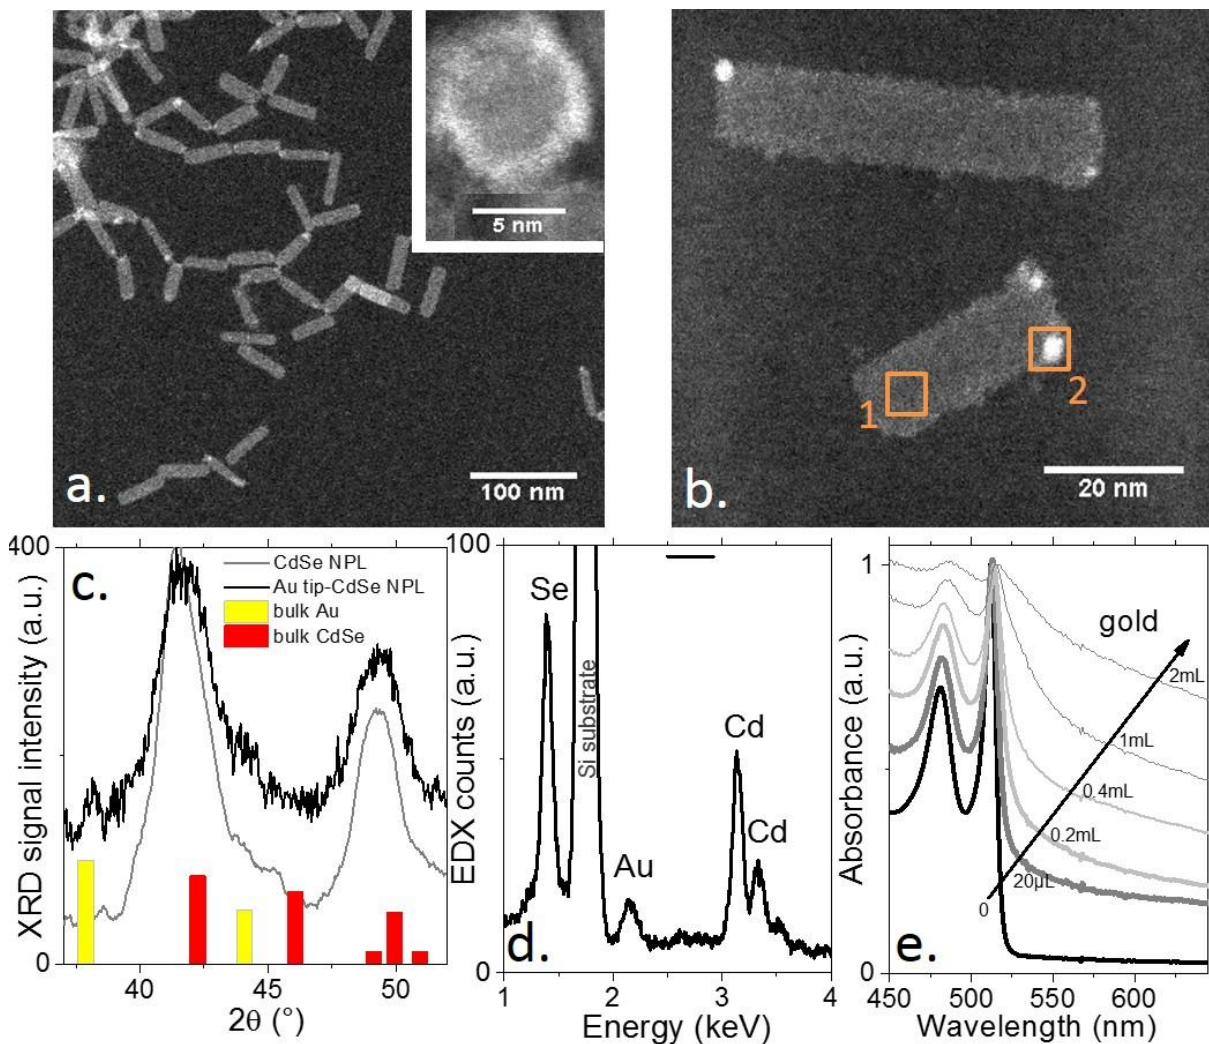 5 nm
a.
100 nm
1
2
b.
20 nm
400
c.
CdSe NPL
Au tip-CdSe NPL
bulk Au
bulk CdSe
XRD signal intensity (a.u.)
0
40
45
50
2θ (°)
100
Se
Si substrate
Au
Cd
Cd
EDX counts (a.u.)
0
d.
1
2
3
4
Energy (keV)
1
gold
2mL
1mL
0.4mL
0.2mL
20µL
0
Absorbance (a.u.)
0
e.
450
500
550
600
Wavelength (nm)